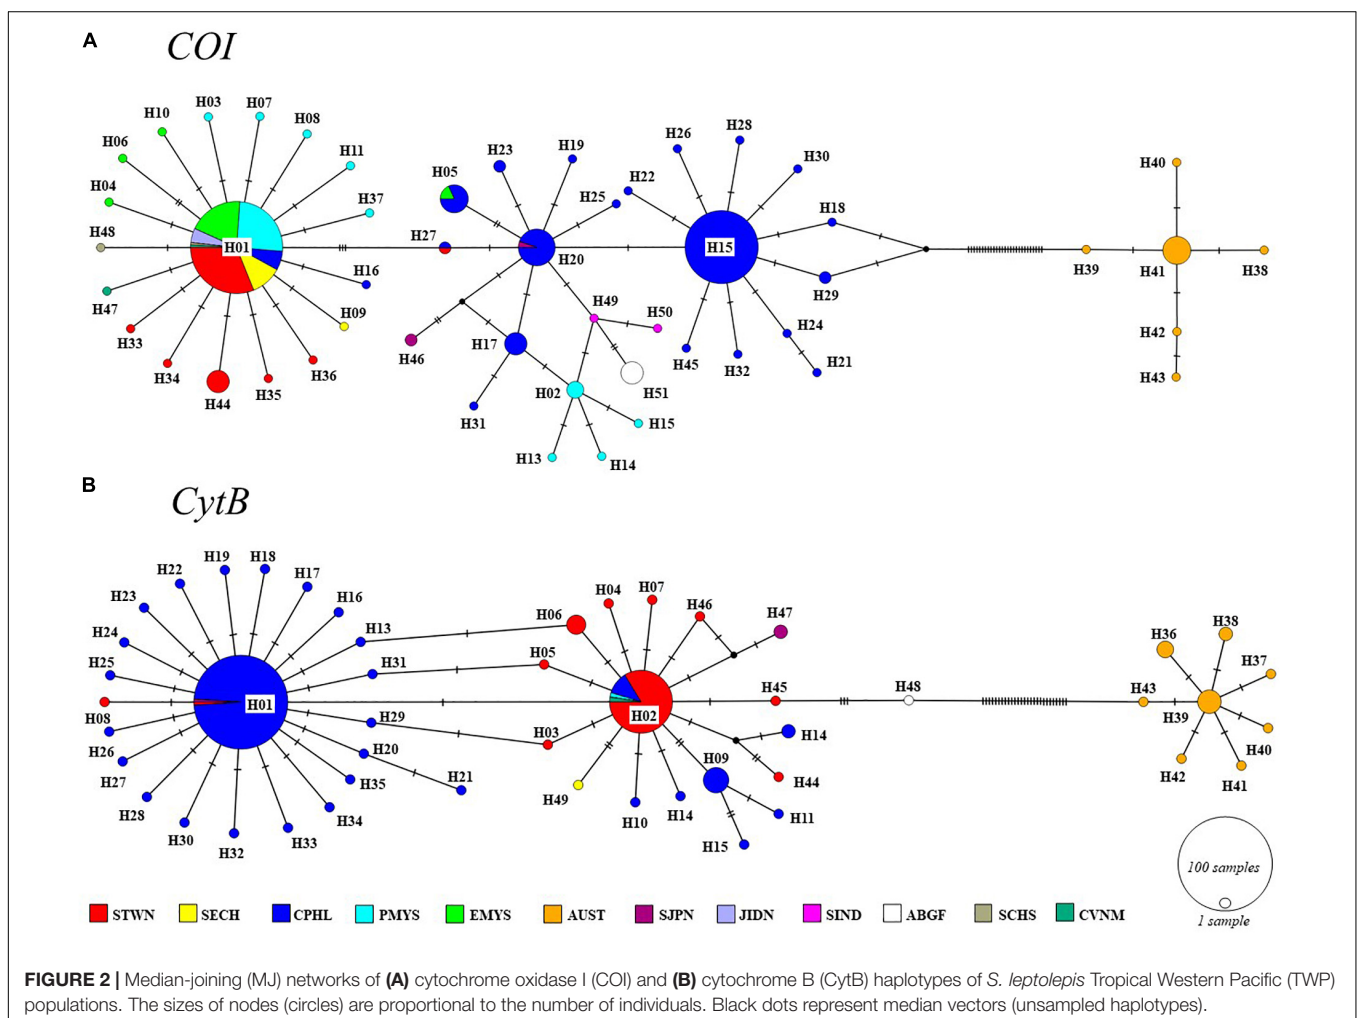 A
COI
H03 H07
H10 H08
H06 H11
H04 H37
H48 H01
H47 H16
H09
H33
H34 H36
H44 H35
H05 H23 H19
H25 H22
H27 H20
H49 H50
H46 H17
H02 H51
H31 H15
H13 H14
H26 H28
H30
H18
H15
H29
H24
H45 H32 H21
H40
H39 H41 H38
H42
H43
B
CytB
H19 H18
H22 H17
H23 H16
H24 H13
H25 H31
H08 H01
H26 H29
H27 H20
H28 H35 H21
H30 H34
H32 H33
H06 H04 H07 H46 H47
H05
H02 H45 H48
H03 H14
H09 H44
H49
H10 H14 H11
H15
H36 H38
H37
H43 H39
H40
H42 H41
100 samples
1 sample
STWN SECH CPHL PMYS EMYS AUST SJPN JIDN SIND ABGF SCHS CVNM
FIGURE 2 | Median-joining (MJ) networks of (A) cytochrome oxidase I (COI) and (B) cytochrome B (CytB) haplotypes of S. leptolepis Tropical Western Pacific (TWP)
populations. The sizes of nodes (circles) are proportional to the number of individuals. Black dots represent median vectors (unsampled haplotypes).